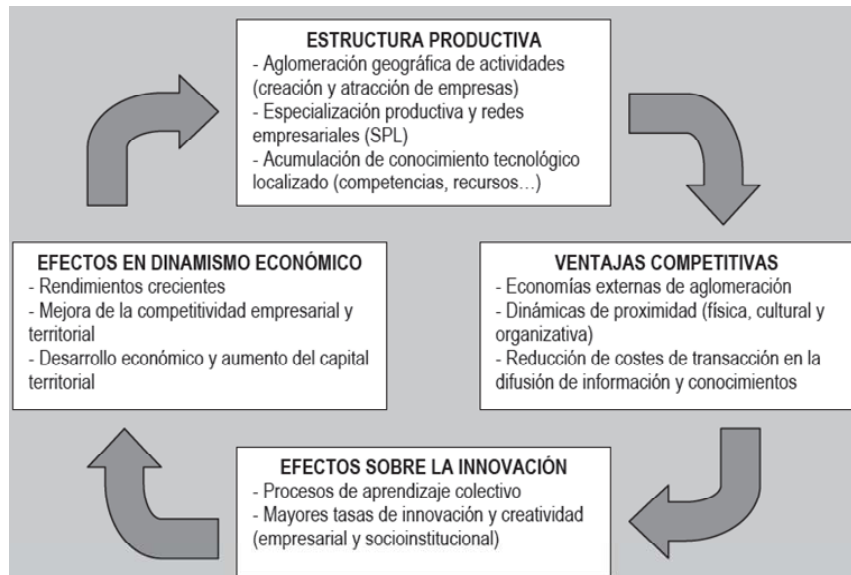 ESTRUCTURA PRODUCTIVA
- Aglomeración geográfica de actividades
(creación y atracción de empresas)
- Especialización productiva y redes
empresariales (SPL)
- Acumulación de conocimiento tecnológico
localizado (competencias, recursos…)
EFECTOS EN DINAMISMO ECONÓMICO
- Rendimientos crecientes
- Mejora de la competitividad empresarial y
territorial
- Desarrollo económico y aumento del capital
territorial
VENTAJAS COMPETITIVAS
- Economías externas de aglomeración
- Dinámicas de proximidad (física, cultural y
organizativa)
- Reducción de costes de transacción en la
difusión de información y conocimientos
EFECTOS SOBRE LA INNOVACIÓN
- Procesos de aprendizaje colectivo
- Mayores tasas de innovación y creatividad
(empresarial y socioinstitucional)